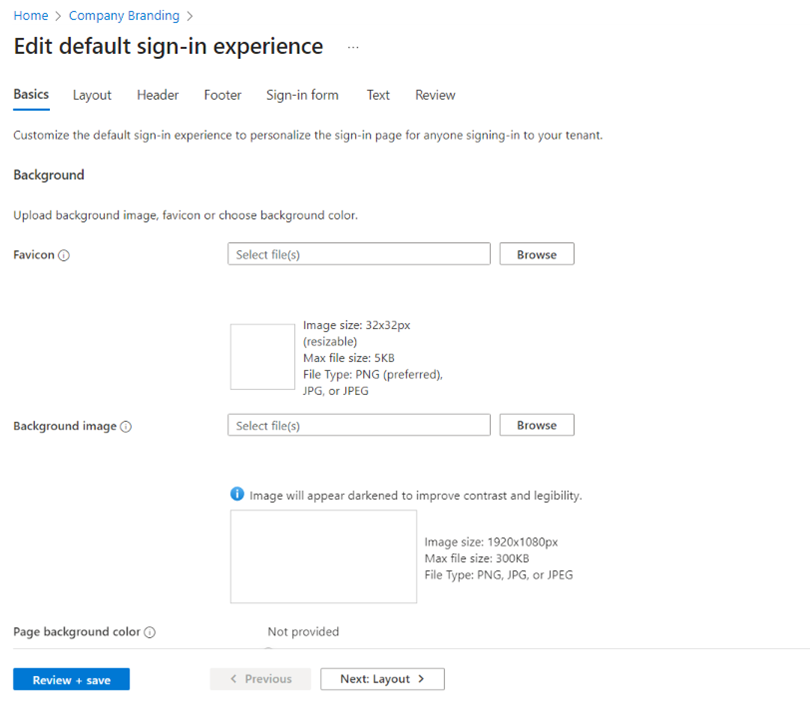 Home > Company Branding >
Edit default sign-in experience ...
Basics Layout Header Footer Sign-in form Text Review
Customize the default sign-in experience to personalize the sign-in page for anyone signing-in to your tenant.
Background
Upload background image, favicon or choose background color.
Favicon Select file(s) Browse
Image size: 32x32px
(resizable)
Max file size: 5KB
File Type: PNG (preferred),
JPG, or JPEG
Background image Select file(s) Browse
Image will appear darkened to improve contrast and legibility.
Image size: 1920x1080px
Max file size: 300KB
File Type: PNG, JPG, or JPEG
Page background color Not provided
Review + save < Previous Next: Layout >